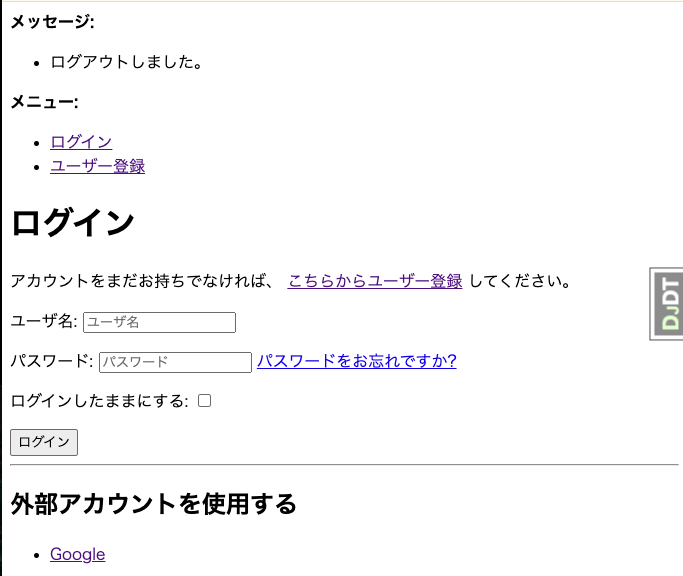 メッセージ:
ログアウトしました。
メニュー:
ログイン
ユーザー登録
ログイン
アカウントをまだお持ちでなければ、 こちらからユーザー登録 してください。
ユーザ名: ユーザ名
パスワード: パスワード パスワードをお忘れですか?
ログインしたままにする:
ログイン
外部アカウントを使用する
Google
DJDT